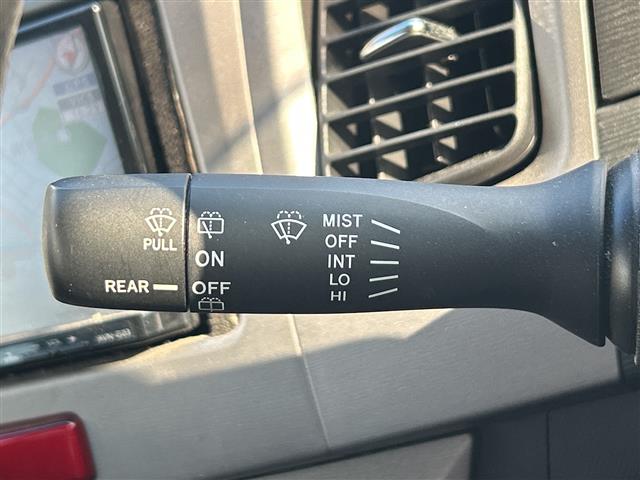 PULL
REAR
ON
OFF
MIST
OFF
INT
LO
HI